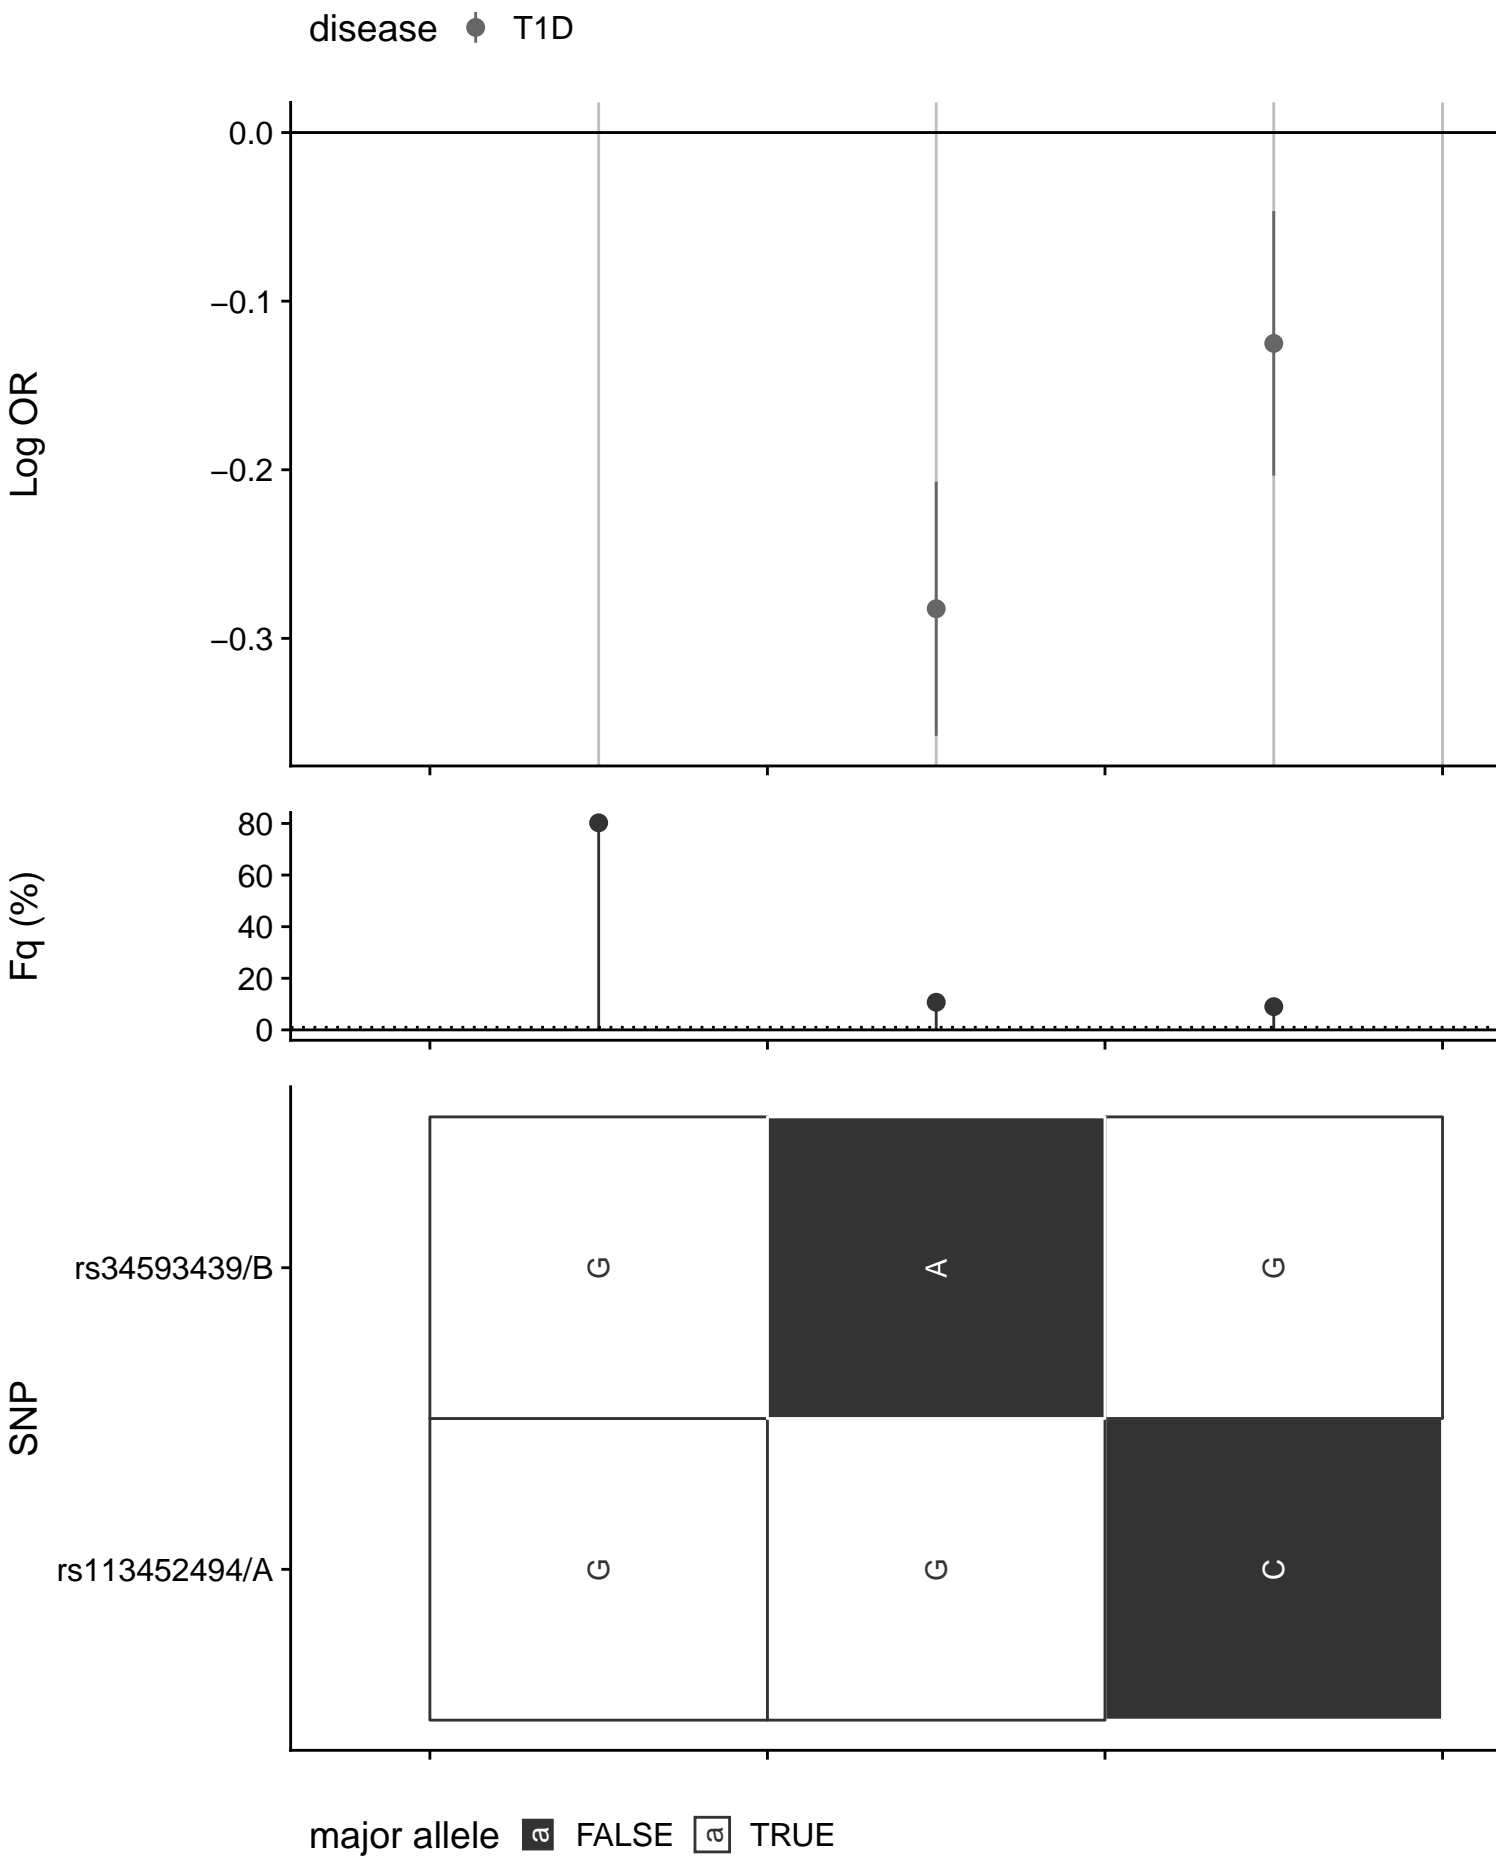 disease T1D
0.0
−0.1
−0.2
−0.3
Log OR
80
60
40
20
0
Fq (%)
rs34593439/B G A G
SNP
rs113452494/A G G C
major allele a FALSE a TRUE